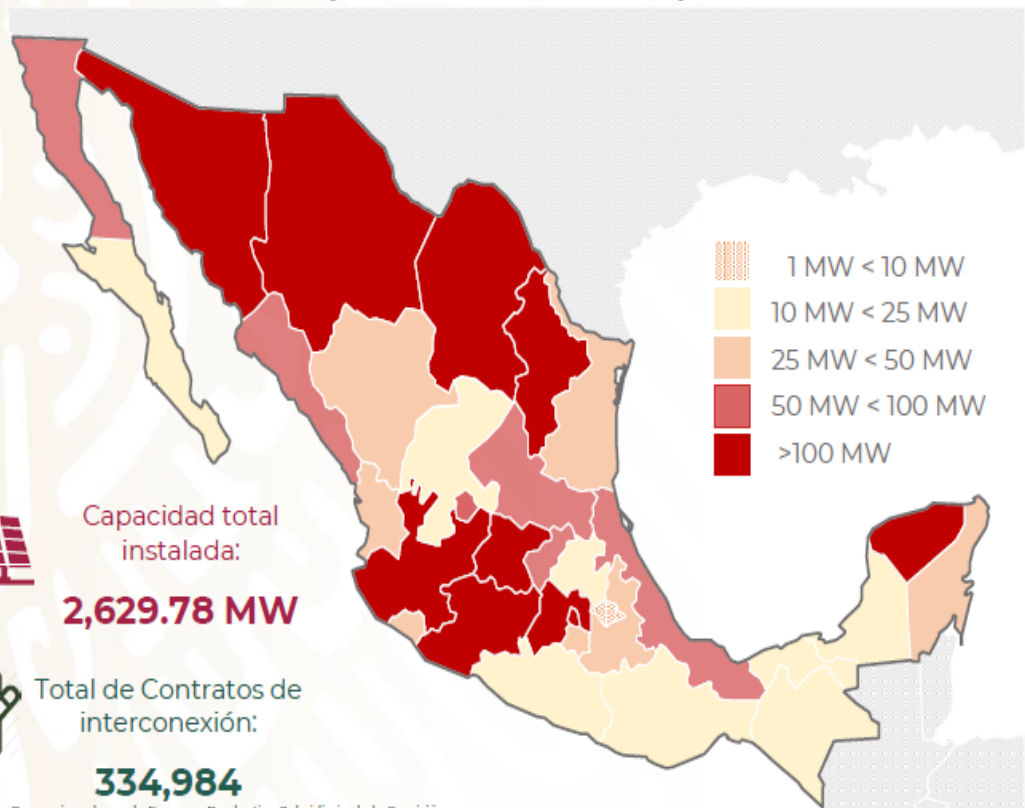 1 MW < 10 MW
10 MW < 25 MW
25 MW < 50 MW
50 MW < 100 MW
>100 MW
Capacidad total
instalada:
2,629.78 MW
Total de Contratos de
interconexión:
334,984